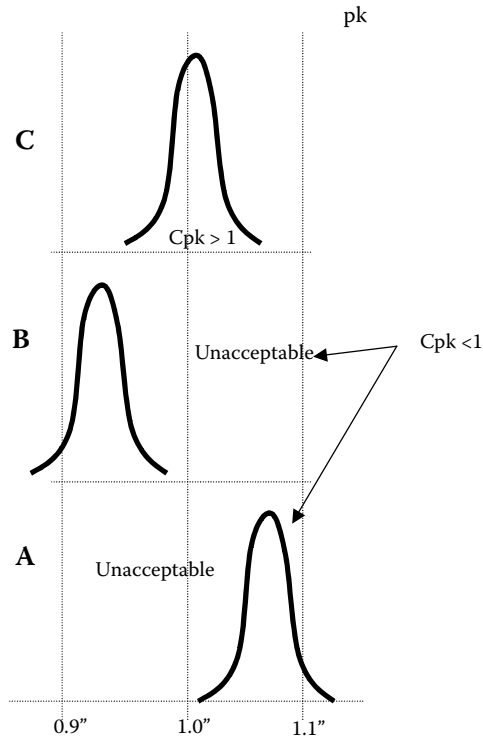 pk
C
Cpk > 1
B
Unacceptable
Cpk <1
A
Unacceptable
0.9”
1.0”
1.1”